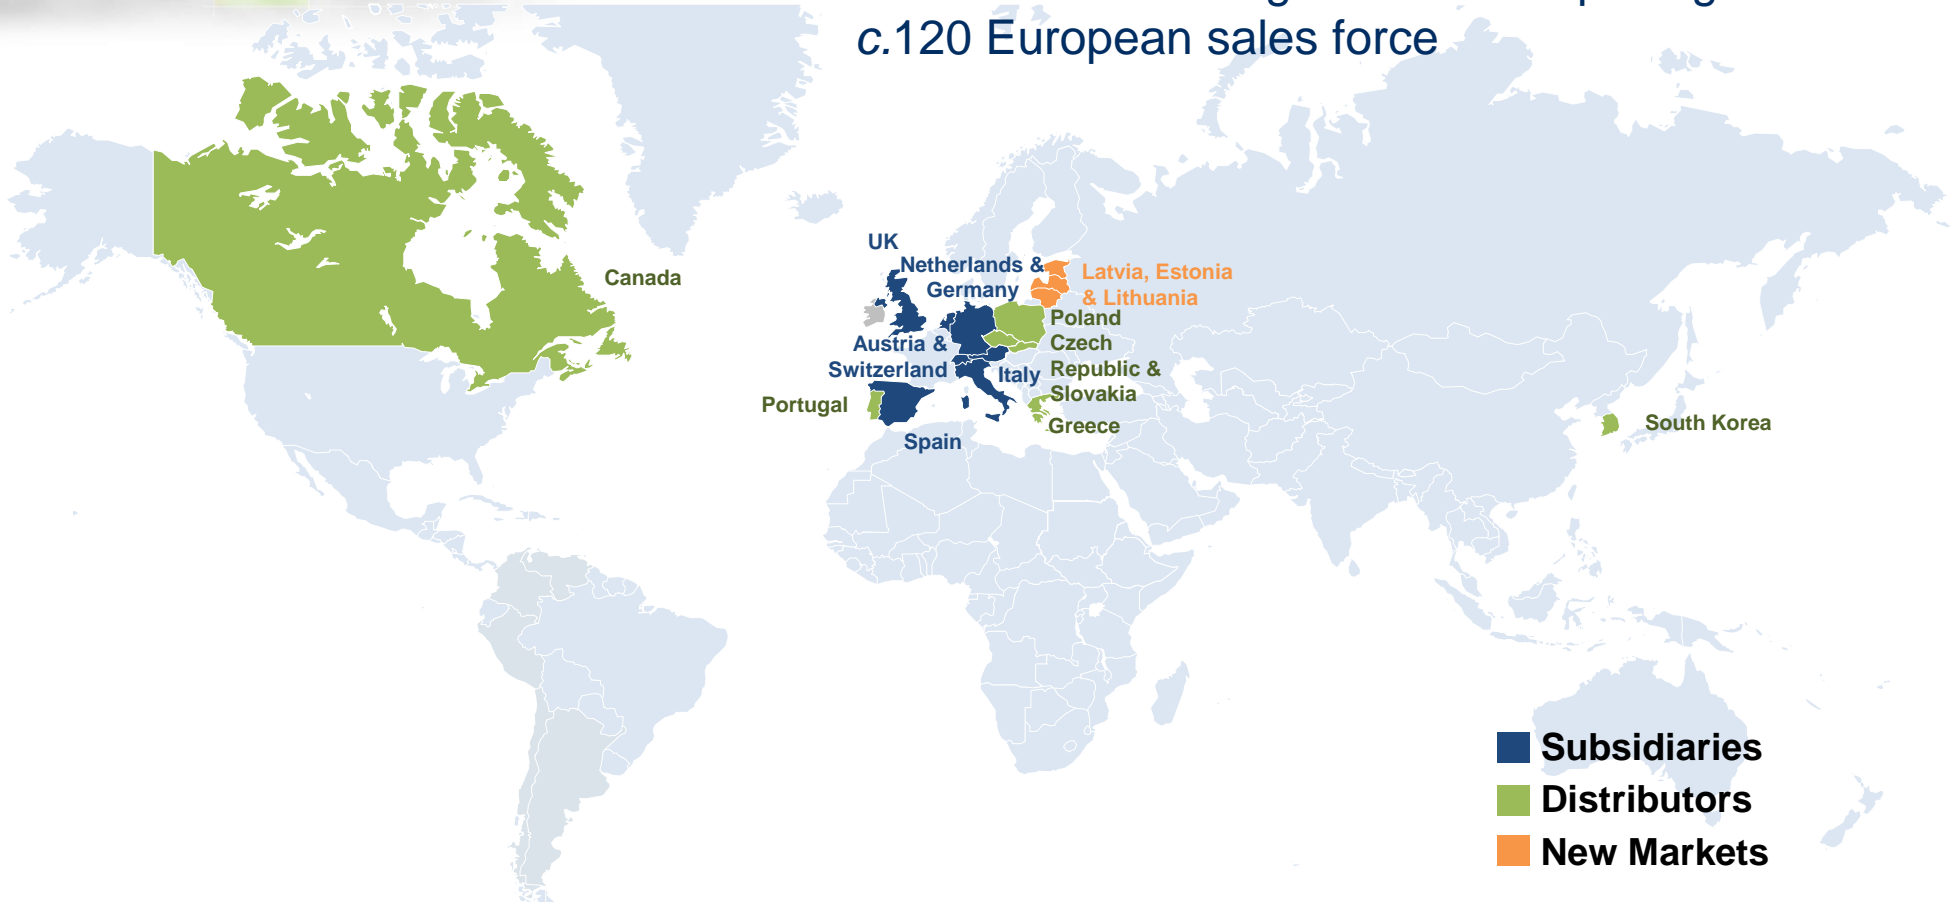 c.120 European sales force
UK
Netherlands &
Germany
Latvia, Estonia
& Lithuania
Canada
Poland
Czech
Republic &
Slovakia
Austria &
Switzerland
Italy
Portugal
Greece
Spain
South Korea
Subsidiaries
Distributors
New Markets